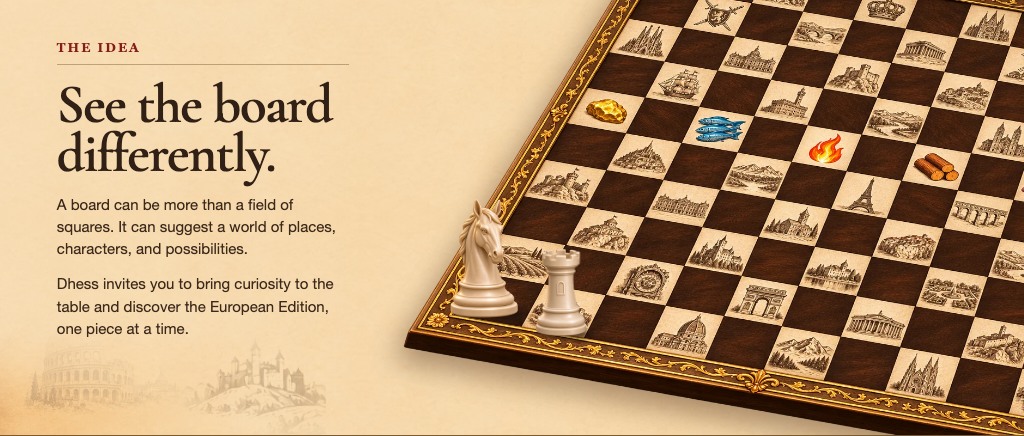 THE IDEA
See the board
differently.
A board can be more than a field of
squares. It can suggest a world of places,
characters, and possibilities.
Dhess invites you to bring curiosity to the
table and discover the European Edition,
one piece at a time.